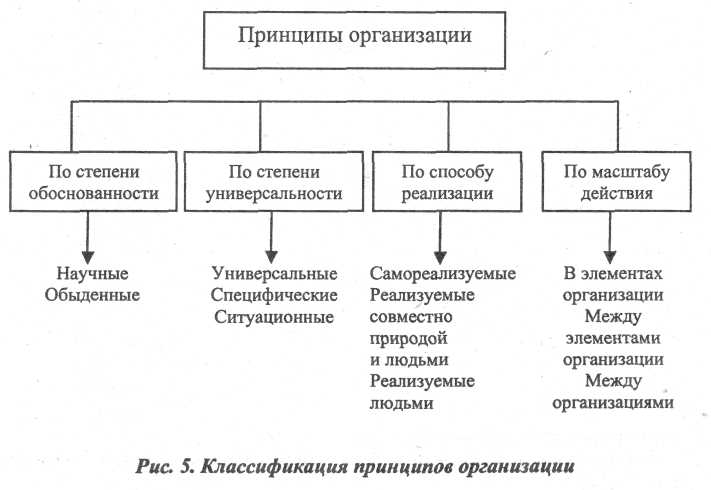 Принципы организации
По степени
обоснованности
По степени
универсальности
По способу
реализации
По масштабу
действия
Научные
Обыденные
Универсальные
Специфические
Ситуационные
Самореализуемые
Реализуемые
совместно
природой
и людьми
Реализуемые
людьми
В элементах
организации
Между
элементами
организации
Между
организациями
Рис. 5. Классификация принципов организации